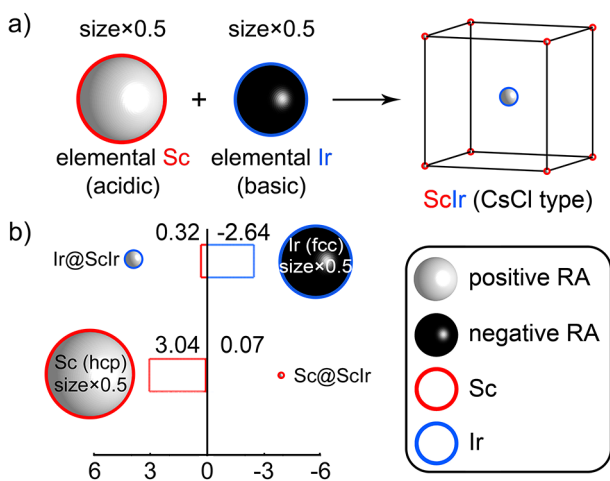 a)
size×0.5
size×0.5
+
elemental Sc
(acidic)
elemental Ir
(basic)
ScIr (CsCl type)
b)
0.32 -2.64
Ir@ScIr
Ir (fcc)
size×0.5
3.04 0.07
Sc (hcp)
size×0.5
Sc@ScIr
6 3 0 -3 -6
positive RA
negative RA
Sc
Ir